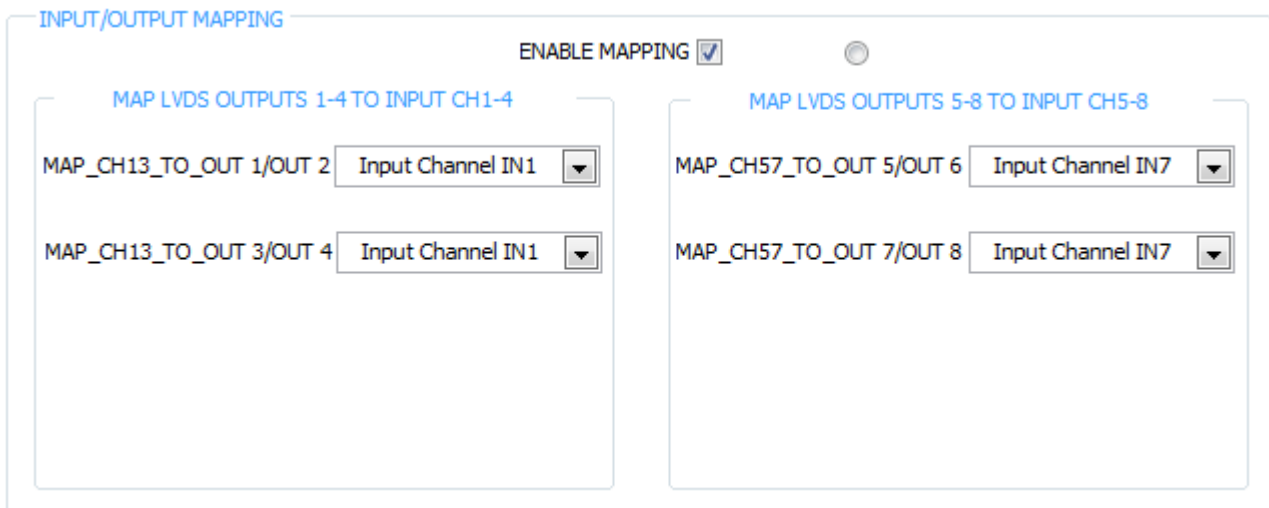 INPUT/OUTPUT MAPPING
ENABLE MAPPING
MAP LVDS OUTPUTS 1-4 TO INPUT CH1-4
MAP_CH13_TO_OUT 1/OUT 2 Input Channel IN1
MAP_CH13_TO_OUT 3/OUT 4 Input Channel IN1
MAP LVDS OUTPUTS 5-8 TO INPUT CH5-8
MAP_CH57_TO_OUT 5/OUT 6 Input Channel IN7
MAP_CH57_TO_OUT 7/OUT 8 Input Channel IN7